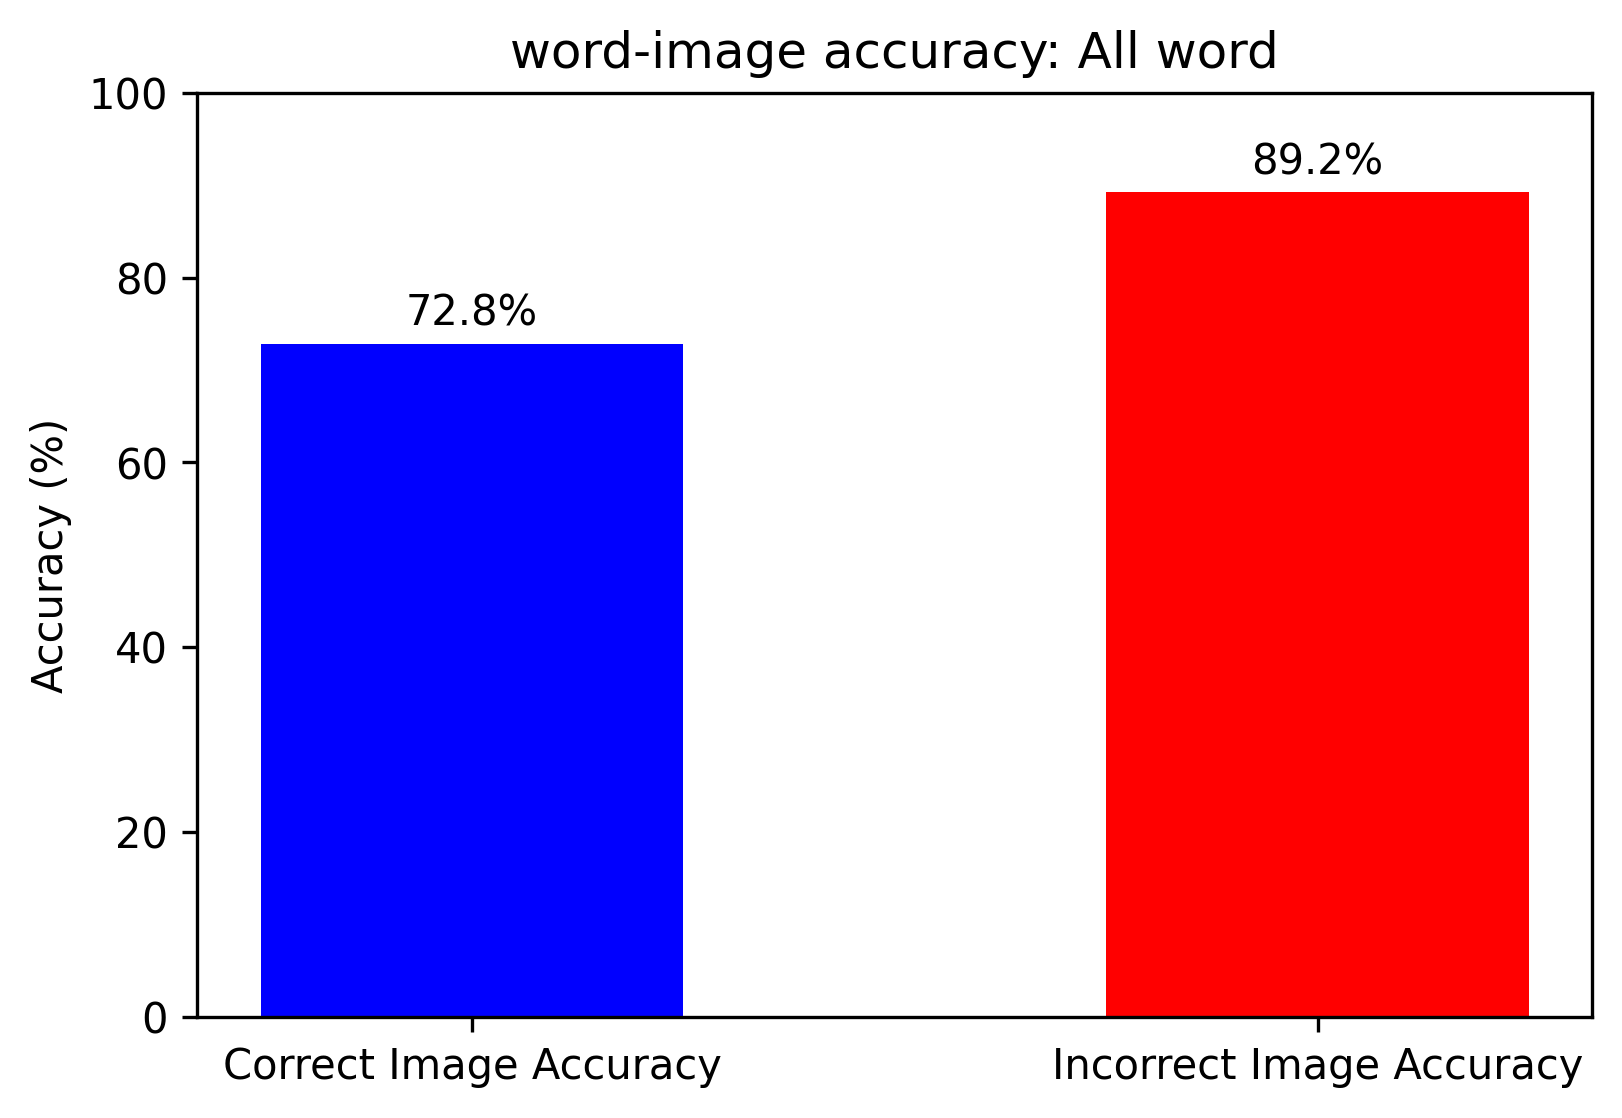 word-image accuracy: All word
100
80
60
40
20
0
Accuracy (%)
72.8%
89.2%
Correct Image Accuracy
Incorrect Image Accuracy